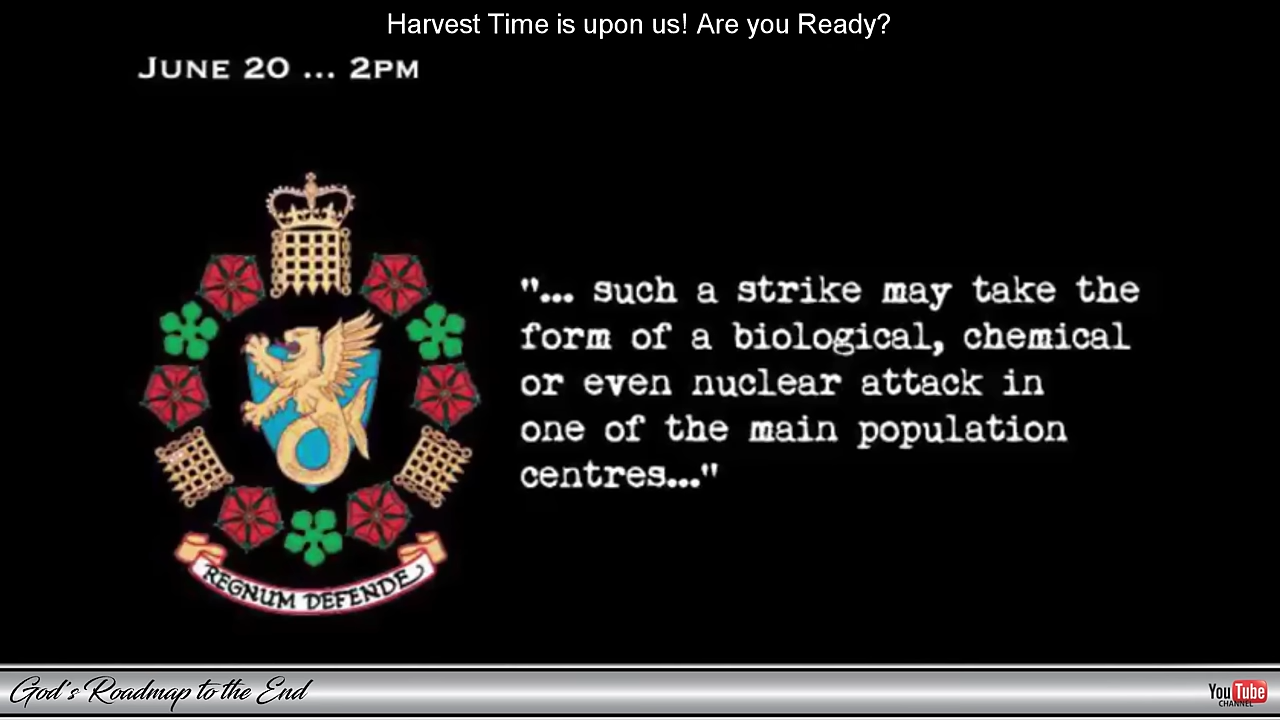 Harvest Time is upon us! Are you Ready?
June 20 ... 2pm
"... such a strike may take the
form of a biological, chemical
or even nuclear attack in
one of the main population
centres..."
REGNUM DEFENDE
God's Roadmap to the End
YouTube
CHANNEL